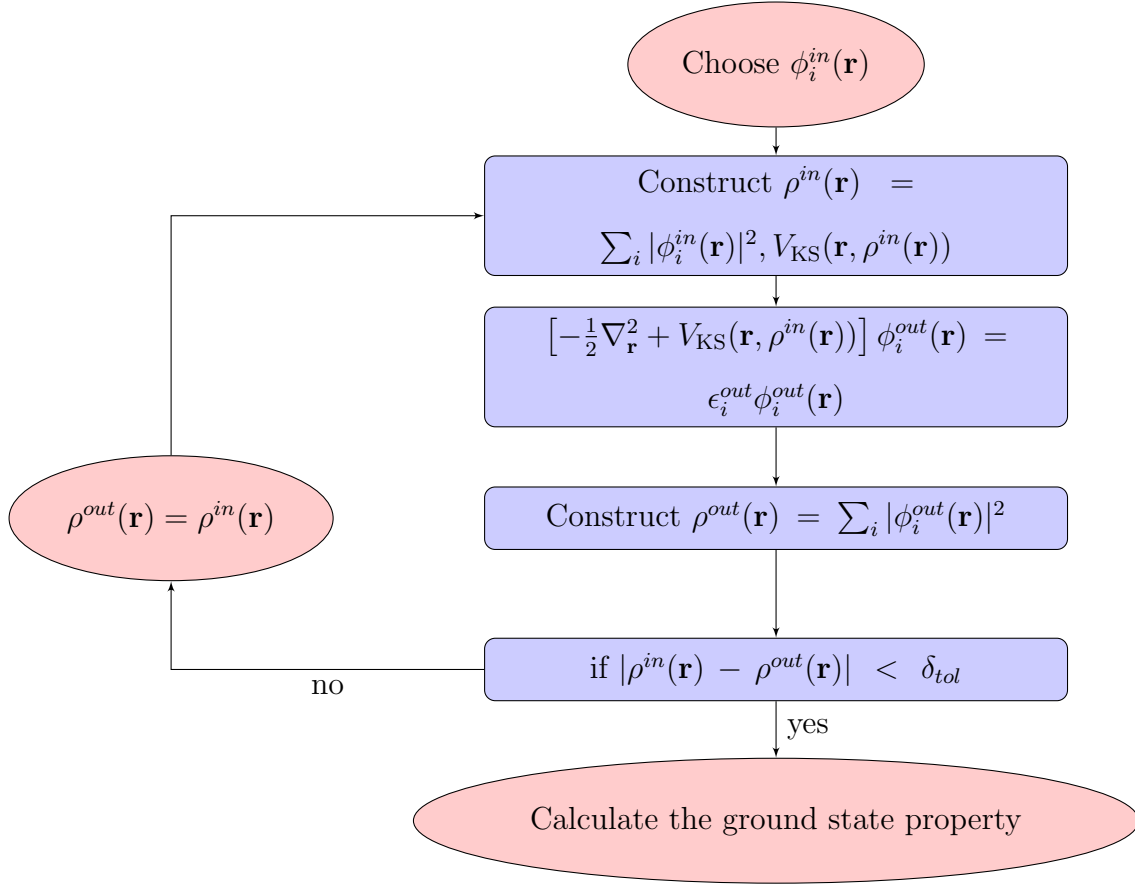 Choose $\phi_i^{in}(\mathbf{r})$
Construct $\rho^{in}(\mathbf{r})$ $=$
$\sum_i |\phi_i^{in}(\mathbf{r})|^2, V_{\mathrm{KS}}(\mathbf{r}, \rho^{in}(\mathbf{r}))$
$\left[-\frac{1}{2}\nabla_{\mathbf{r}}^2 + V_{\mathrm{KS}}(\mathbf{r}, \rho^{in}(\mathbf{r}))\right] \phi_i^{out}(\mathbf{r}) =$
$\epsilon_i^{out} \phi_i^{out}(\mathbf{r})$
$\rho^{out}(\mathbf{r}) = \rho^{in}(\mathbf{r})$
Construct $\rho^{out}(\mathbf{r}) = \sum_i |\phi_i^{out}(\mathbf{r})|^2$
if $|\rho^{in}(\mathbf{r}) - \rho^{out}(\mathbf{r})| < \delta_{tol}$
no
yes
Calculate the ground state property